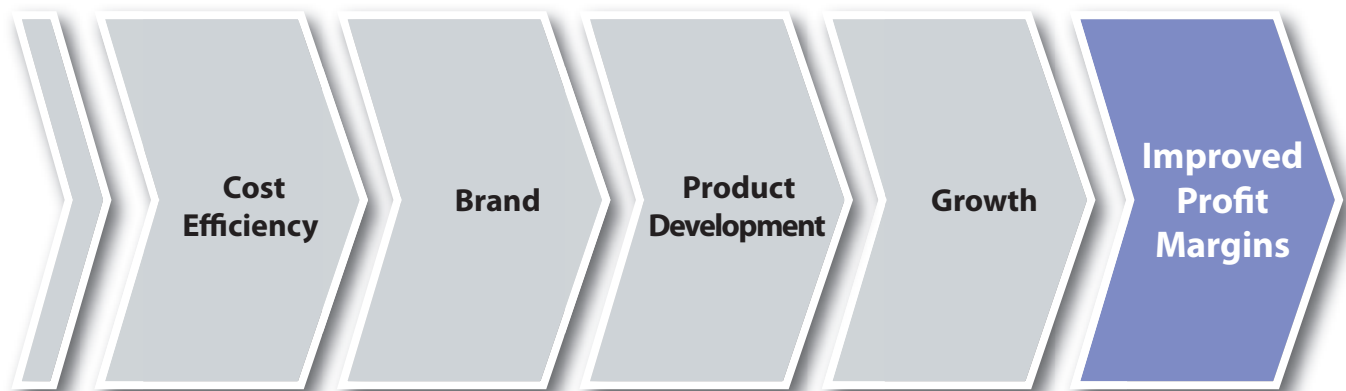 Cost
Efficiency
Brand
Product
Development
Growth
Improved
Profit
Margins